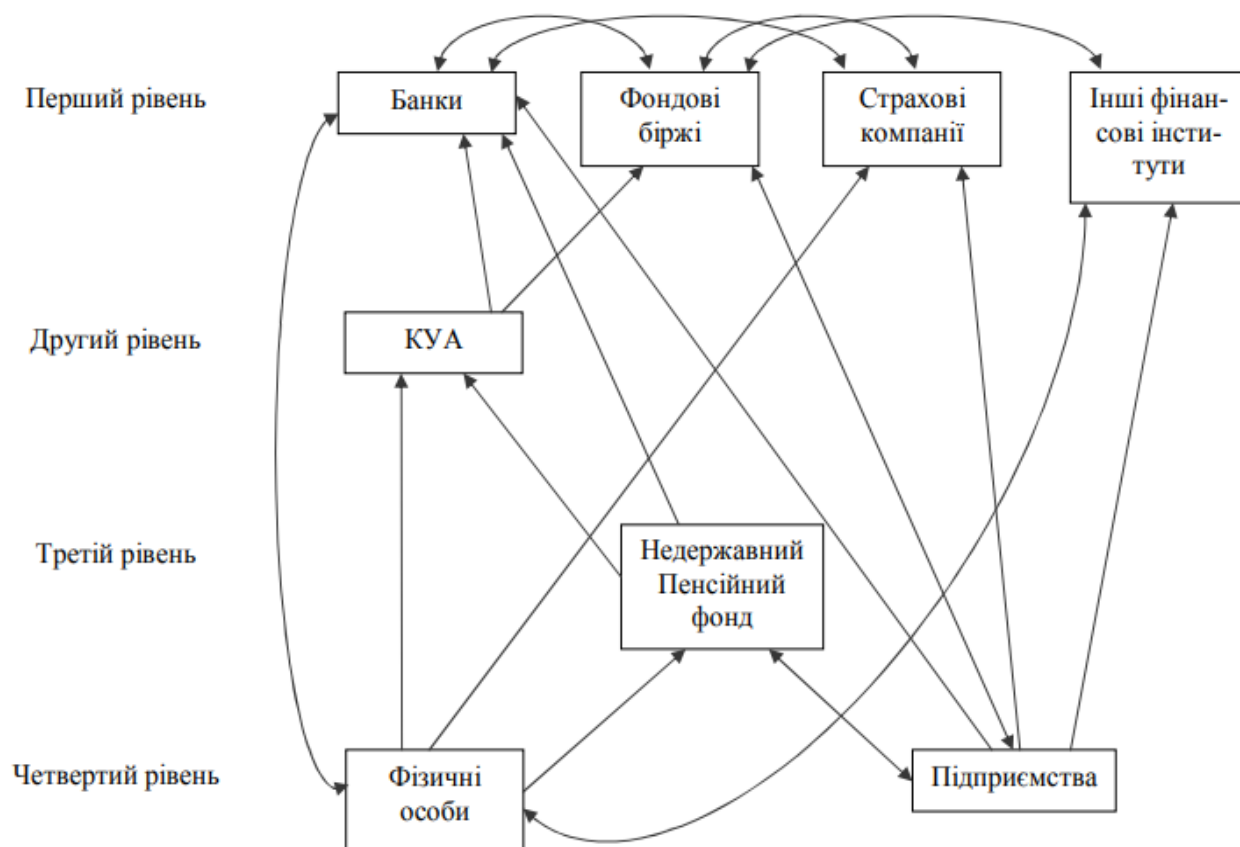 Перший рівень
Банки
Фондові
біржі
Страхові
компанії
Інші фінан-
сові інсти-
тути
Другий рівень
КУА
Третій рівень
Недержавний
Пенсійний
фонд
Четвертий рівень
Фізичні
особи
Підприємства